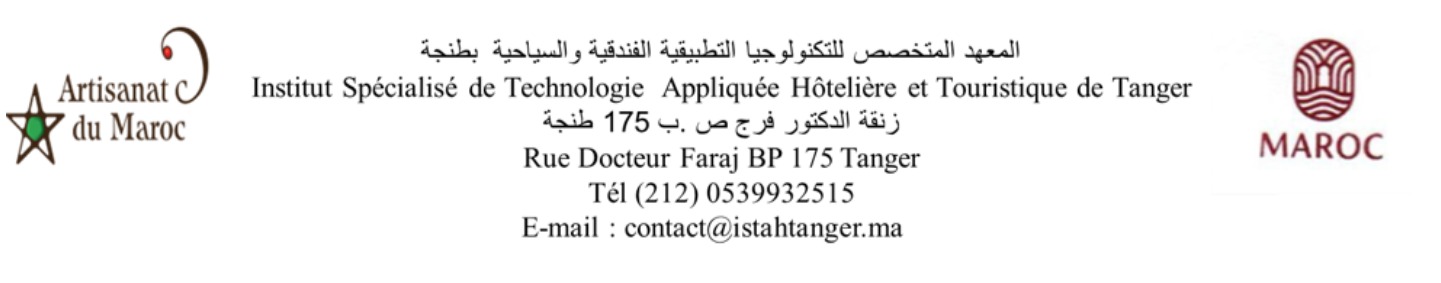 Artisanat
du Maroc
المعهد المتخصص للتكنولوجيا التطبيقية الفندقية والسياحية بطنجة
Institut Spécialisé de Technologie Appliquée Hôtelière et Touristique de Tanger
زنقة الدكتور فرج ص .ب 175 طنجة
Rue Docteur Faraj BP 175 Tanger
Tél (212) 0539932515
E-mail : contact@istahtanger.ma
MAROC